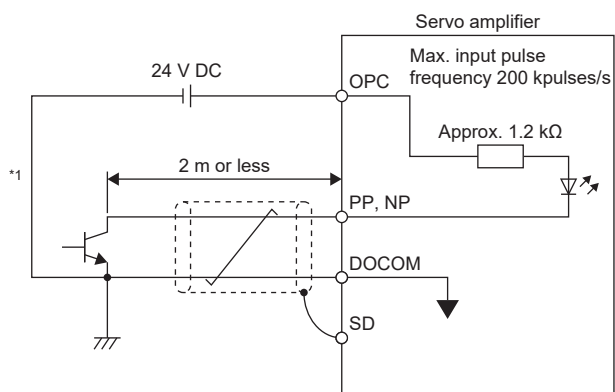 Servo amplifier
Max. input pulse
frequency 200 kpulses/s
24 V DC
OPC
Approx. 1.2 kΩ
*1
2 m or less
PP, NP
DOCOM
SD